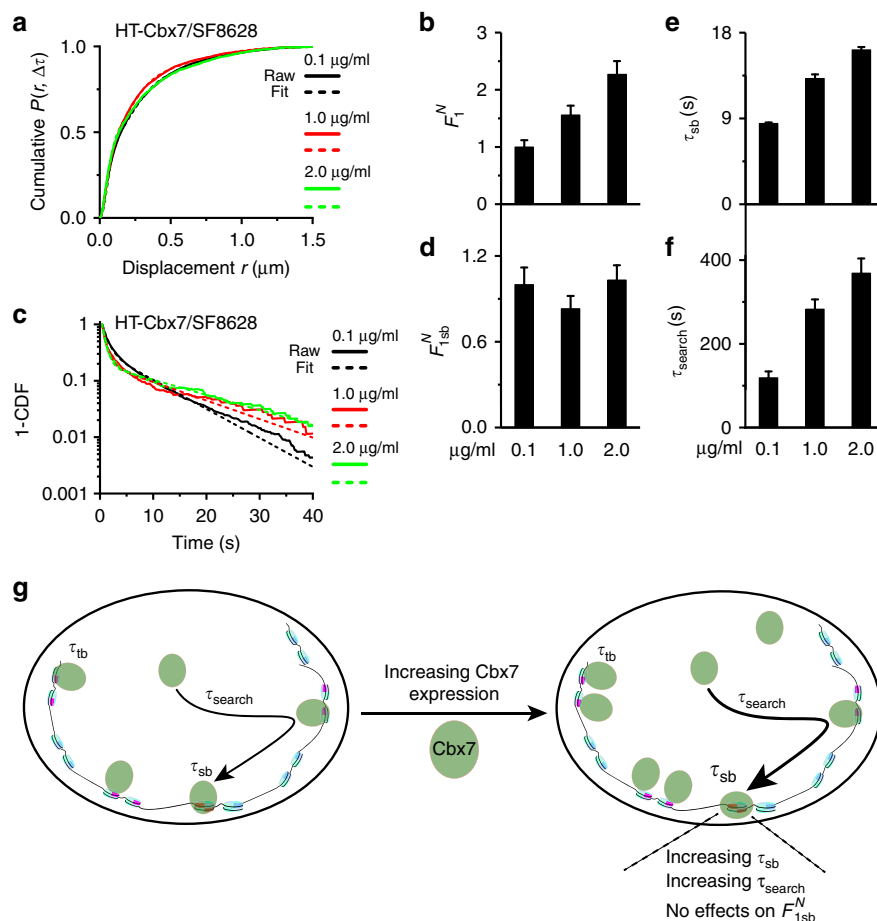 a
HT-Cbx7/SF8628
1.0
0.5
0.0
Cumulative P(r, Δτ)
0.0 0.5 1.0 1.5
Displacement r (μm)
0.1 μg/ml
Raw
Fit
1.0 μg/ml
2.0 μg/ml
b
3
2
1
0
F₁ᴺ
e
18
9
0
τsb (s)
c
HT-Cbx7/SF8628
1
0.1
0.01
0.001
1-CDF
0 10 20 30 40
Time (s)
0.1 μg/ml
Raw
Fit
1.0 μg/ml
2.0 μg/ml
d
1.2
0.6
0.0
F1sbᴺ
μg/ml 0.1 1.0 2.0
f
400
200
0
τsearch (s)
0.1 1.0 2.0
g
τtb
τsearch
τsb
Increasing Cbx7
expression
Cbx7
τtb
τsearch
τsb
Increasing τsb
Increasing τsearch
No effects on F1sbᴺ